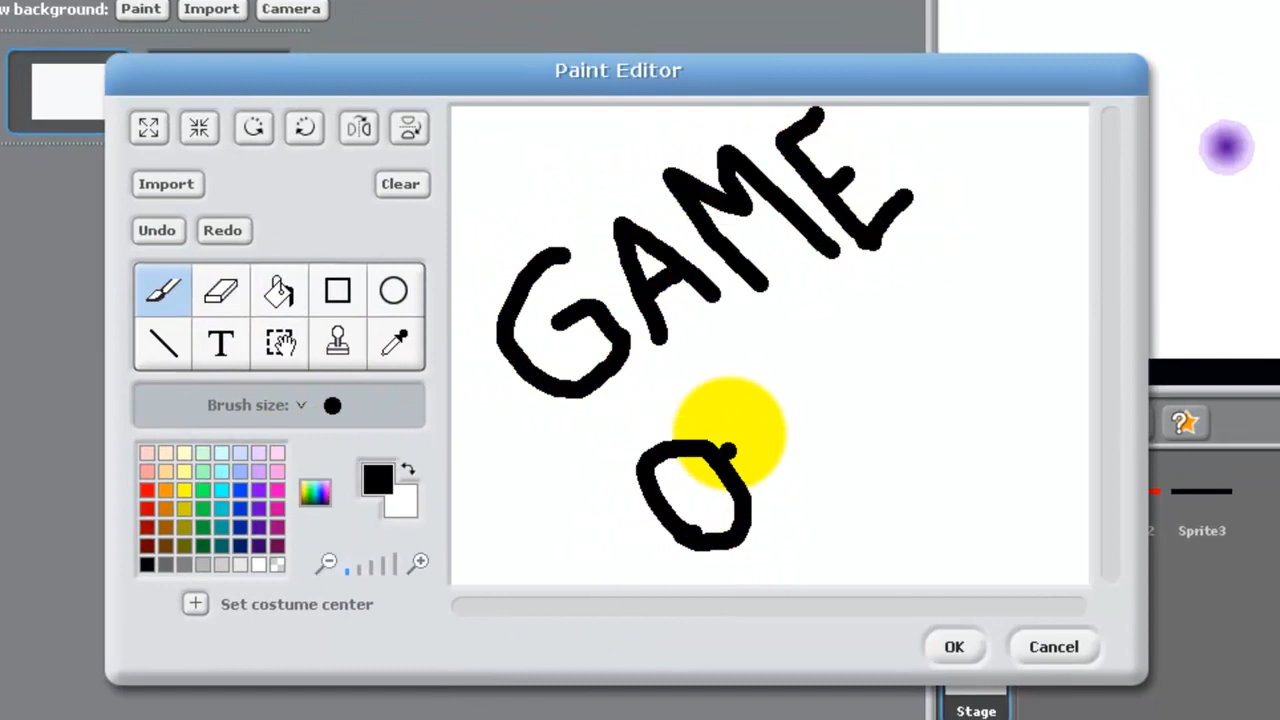 w background: Paint Import Camera
Paint Editor
Import Clear
Undo Redo
T
Brush size:
Set costume center
GAME
O
OK Cancel
2 Sprite3
Stage